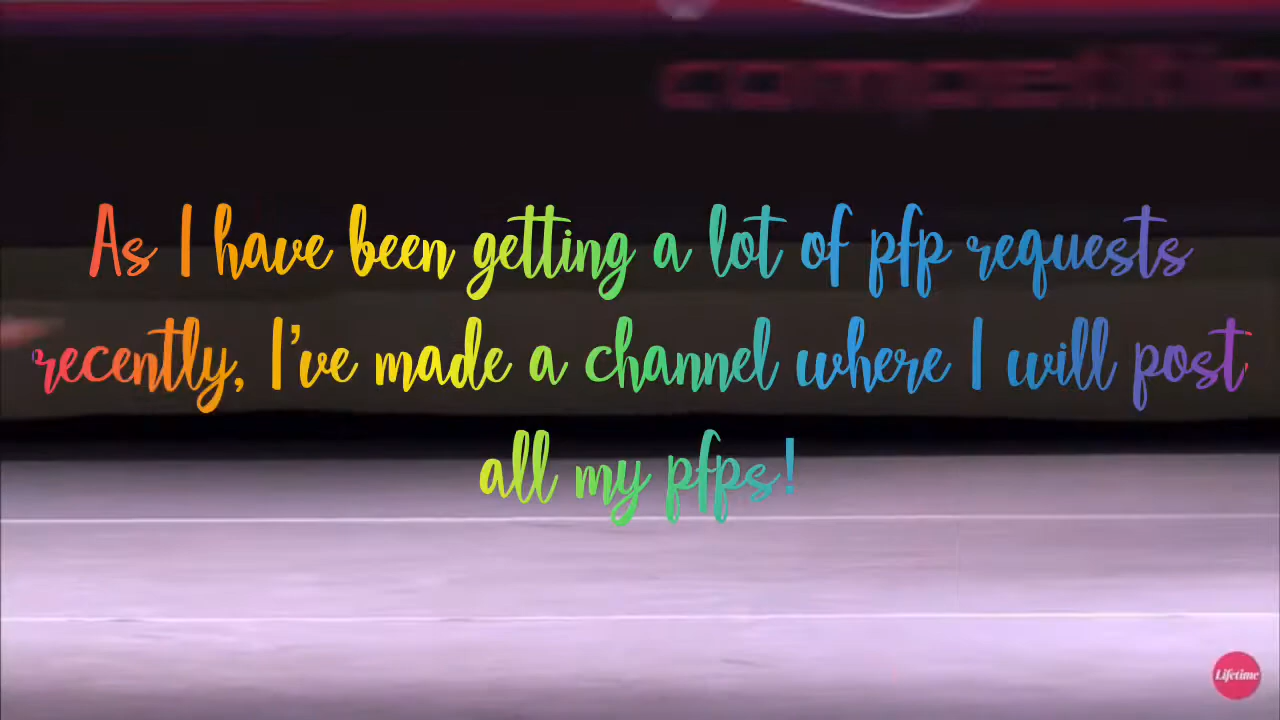 competitio
As I have been getting a lot of pfp requests
recently, I've made a channel where I will post
all my pfps!
Lifetime